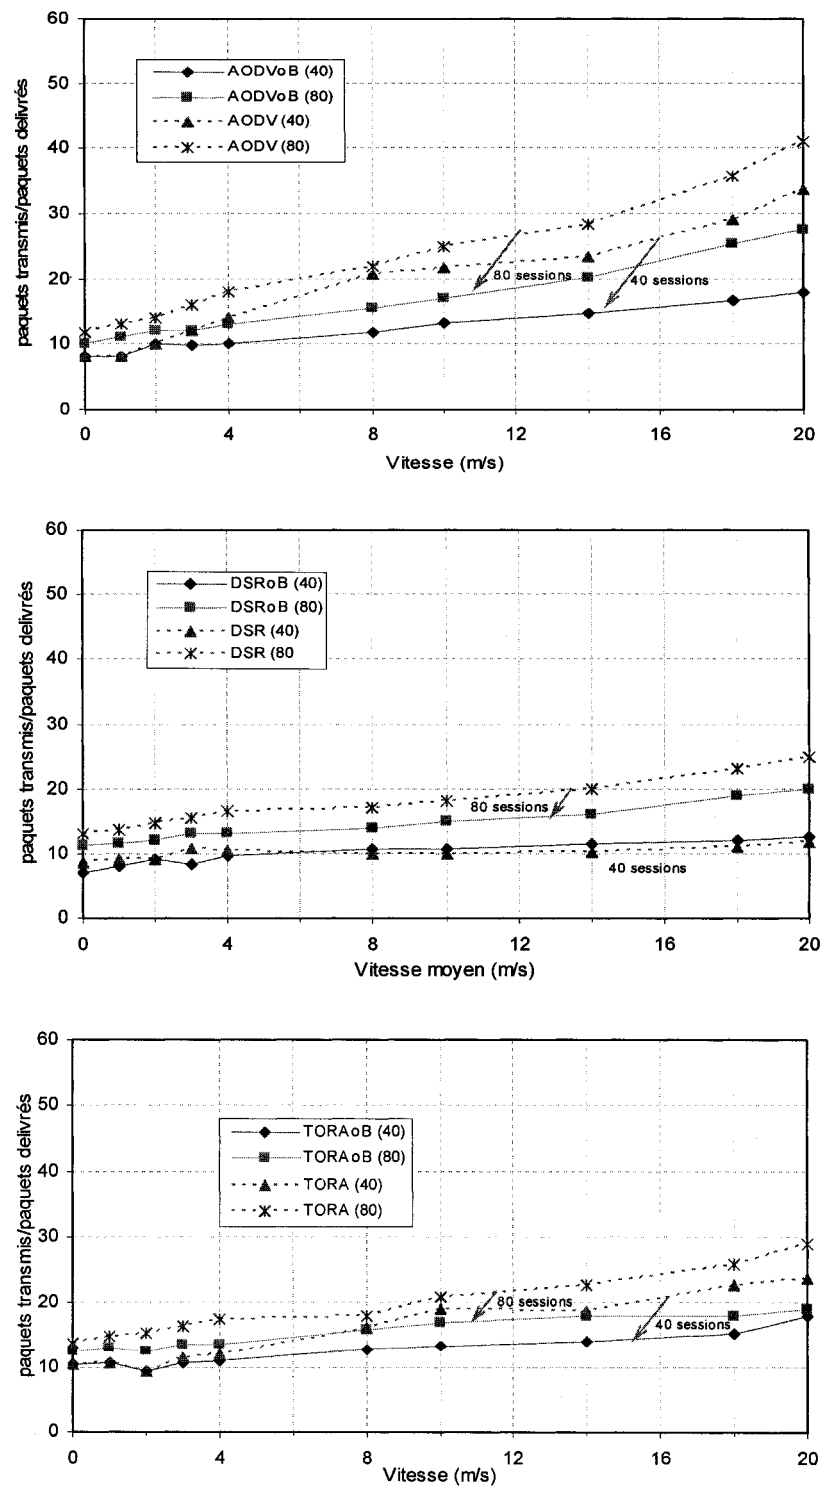 60
50
40
30
20
10
0
paquets transmis/paquets delivrés
AODVoB (40)
AODVoB (80)
AODV (40)
AODV (80)
80 sessions
40 sessions
0 4 8 12 16 20
Vitesse (m/s)
60
50
40
30
20
10
0
paquets transmis/paquets delivrés
DSRoB (40)
DSRoB (80)
DSR (40)
DSR (80
80 sessions
40 sessions
0 4 8 12 16 20
Vitesse moyen (m/s)
60
50
40
30
20
10
0
paquets transmis/paquets delivrés
TORAoB (40)
TORAoB (80)
TORA (40)
TORA (80)
80 sessions
40 sessions
0 4 8 12 16 20
Vitesse (m/s)